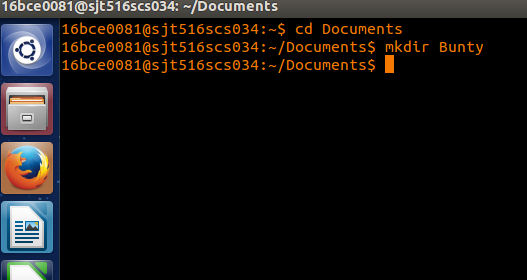 16bce0081@sjt516scs034: ~/Documents
16bce0081@sjt516scs034:~$ cd Documents
16bce0081@sjt516scs034:~/Documents$ mkdir Bunty
16bce0081@sjt516scs034:~/Documents$